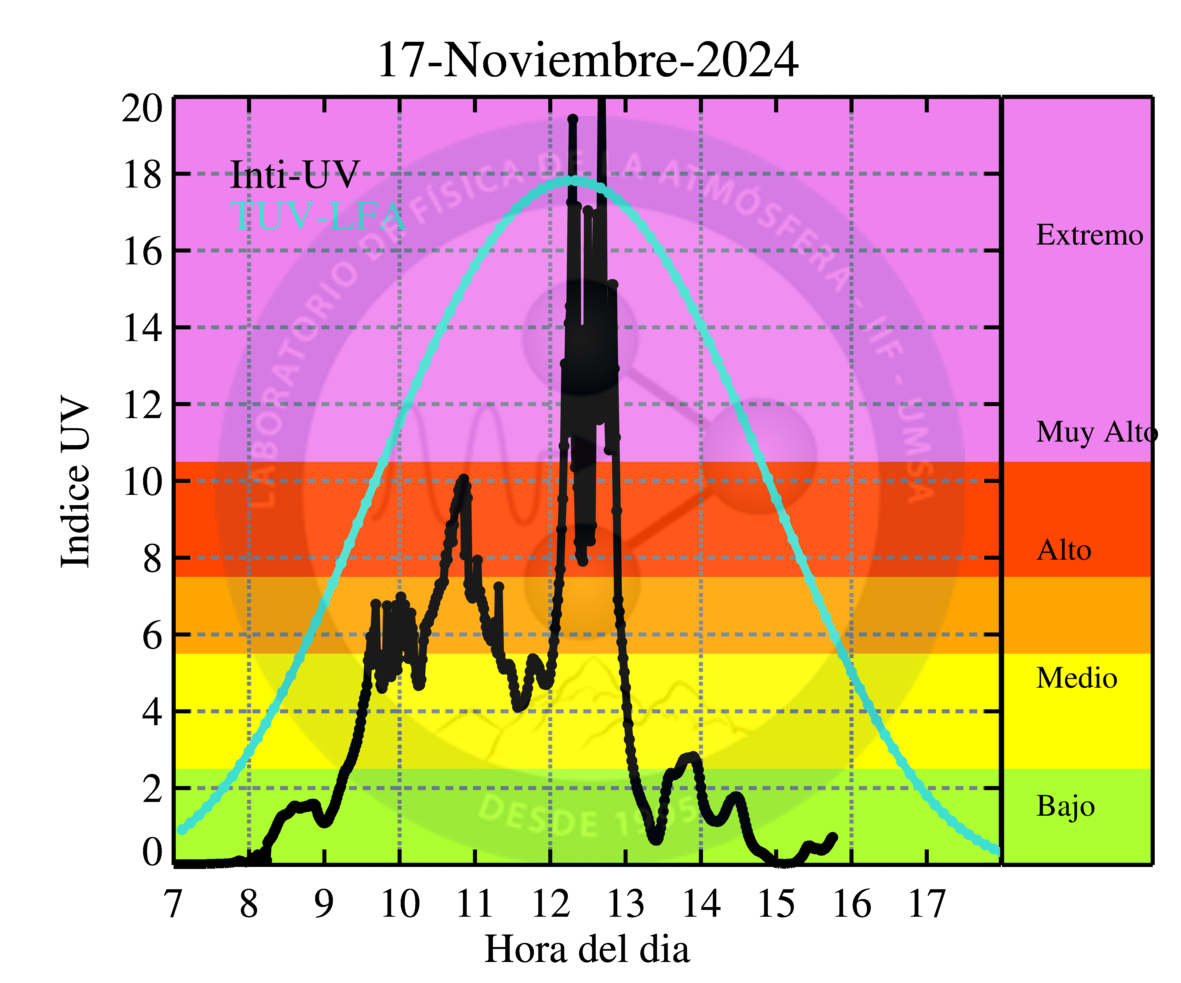 17-Noviembre-2024
20
18
16
14
12
10
8
6
4
2
0
Indice UV
Inti-UV
TUV-LFA
LABORATORIO DE FÍSICA DE LA ATMÓSFERA - IIF - UMSA
DESDE 1995
Extremo
Muy Alto
Alto
Medio
Bajo
7 8 9 10 11 12 13 14 15 16 17
Hora del dia